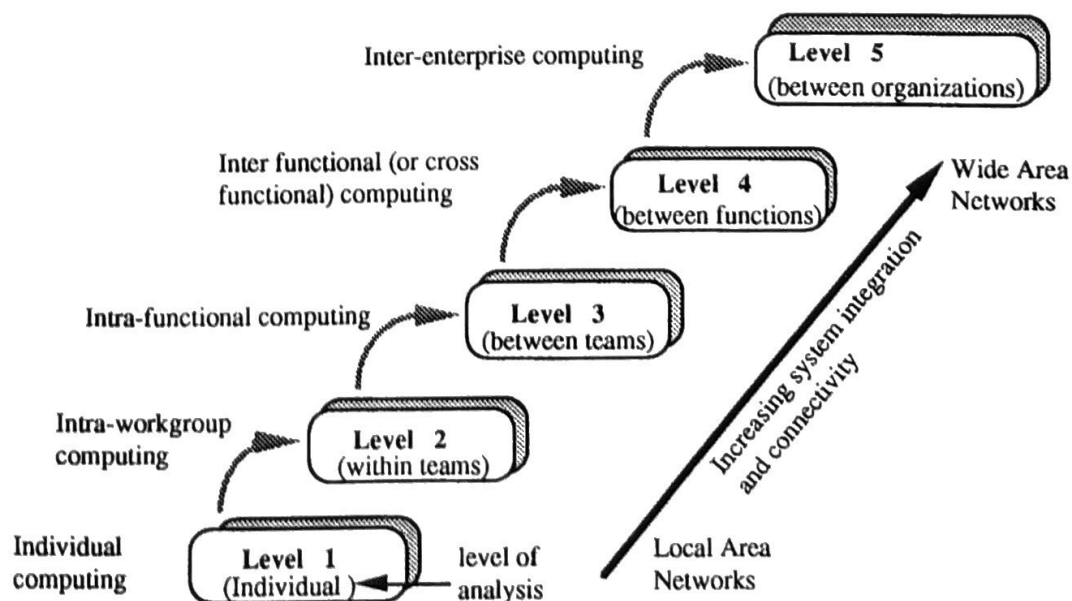 Inter-enterprise computing
Level 5
(between organizations)
Inter functional (or cross
functional) computing
Level 4
(between functions)
Wide Area
Networks
Intra-functional computing
Level 3
(between teams)
Increasing system integration
and connectivity
Intra-workgroup
computing
Level 2
(within teams)
Individual
computing
Level 1
(Individual )
level of
analysis
Local Area
Networks